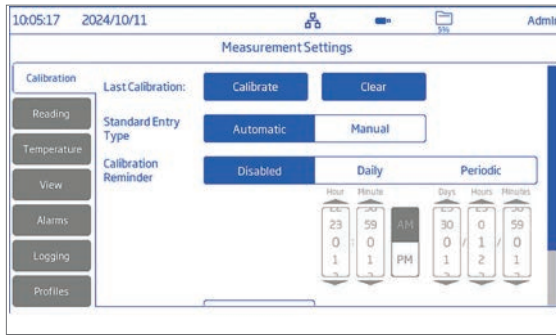 10:05:17 2024/10/11 5% Admin
Measurement Settings
Calibration
Last Calibration: Calibrate Clear
Reading
Standard Entry Type Automatic Manual
Temperature
Calibration Reminder Disabled Daily Periodic
View
Hour Minute Days Hours Minutes
Alarms
23 59 AM 30 0 59
0 : 0 0 / 1 / 0
Logging
1 1 PM 1 2 1
Profiles